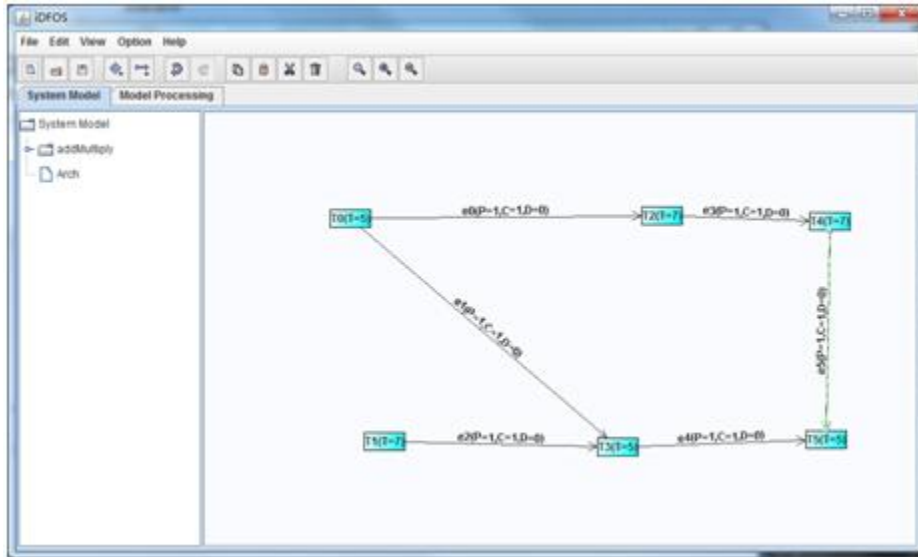 iDFOS
File Edit View Option Help
System Model Model Processing
System Model
addMultiply
Arch
T0(T=5)
e0(P=1,C=1,D=0)
T2(T=7)
e3(P=1,C=1,D=0)
T4(T=7)
e1(P=1,C=1,D=0)
e5(P=1,C=1,D=0)
T1(T=7)
e2(P=1,C=1,D=0)
T3(T=5)
e4(P=1,C=1,D=0)
T5(T=5)